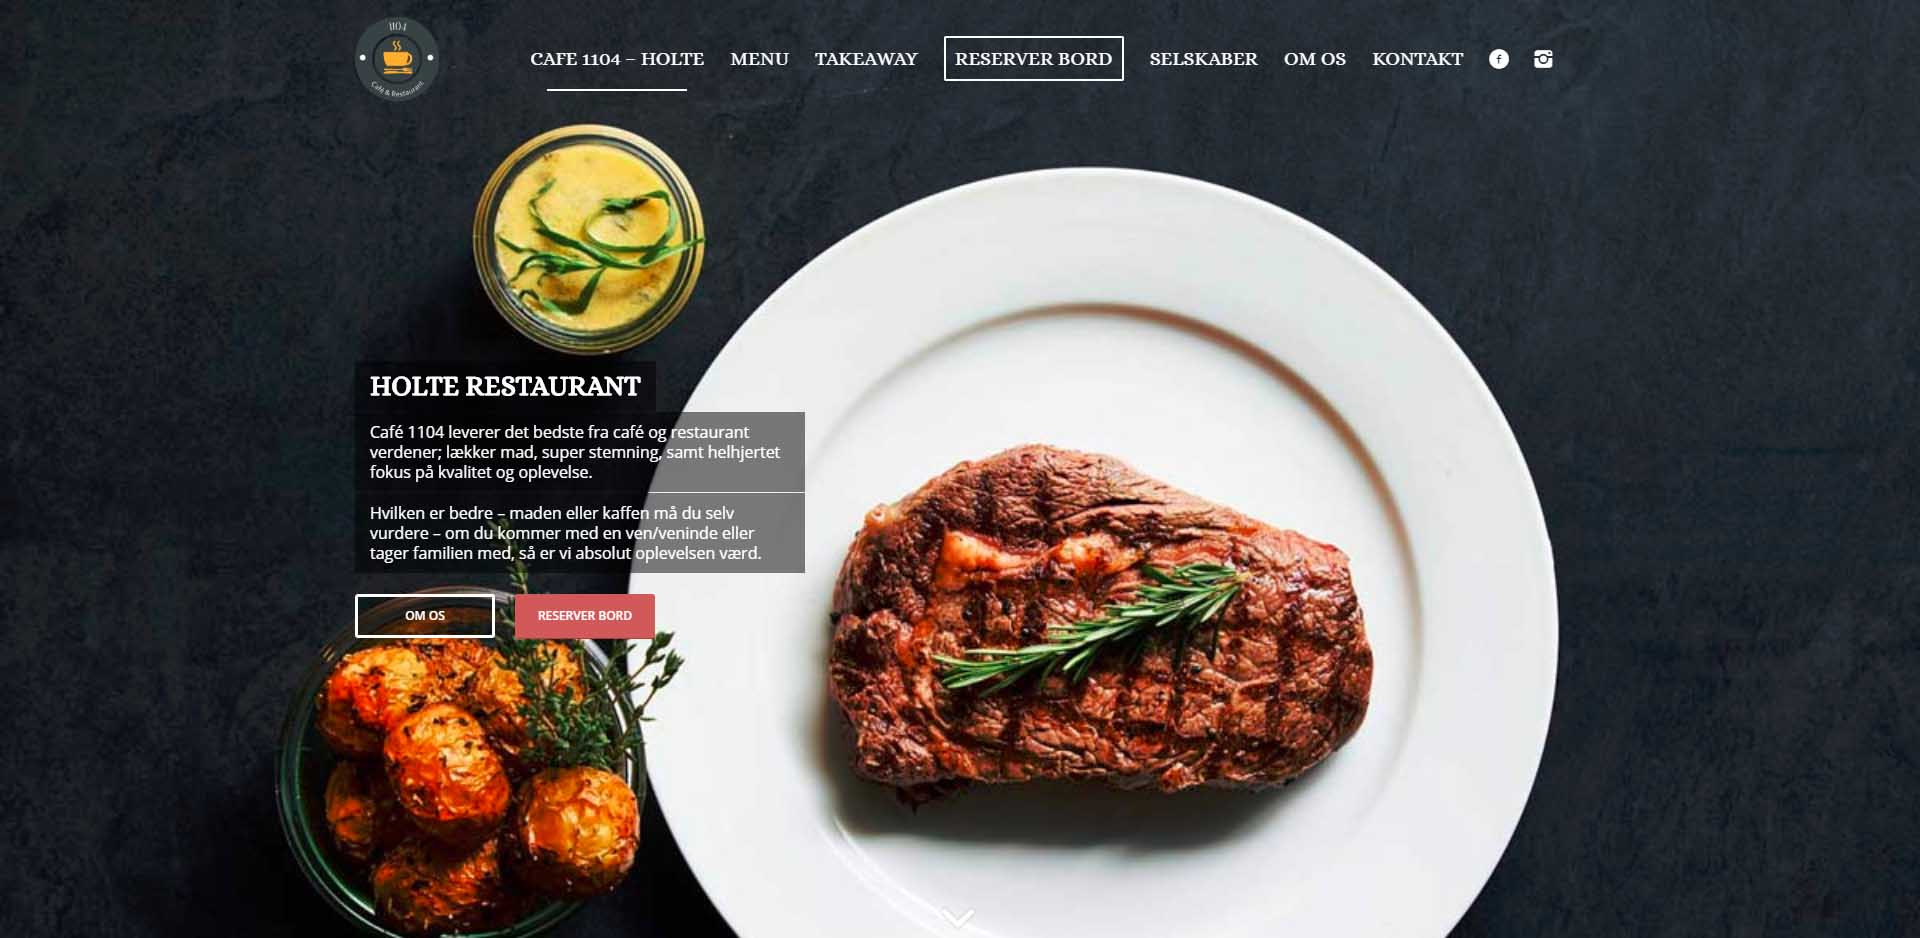 1104
Café & Restaurant
CAFE 1104 – HOLTE
MENU
TAKEAWAY
RESERVER BORD
SELSKABER
OM OS
KONTAKT
HOLTE RESTAURANT
Café 1104 leverer det bedste fra café og restaurant
verdener; lækker mad, super stemning, samt helhjertet
fokus på kvalitet og oplevelse.
Hvilken er bedre – maden eller kaffen må du selv
vurdere – om du kommer med en ven/veninde eller
tager familien med, så er vi absolut oplevelsen værd.
OM OS
RESERVER BORD